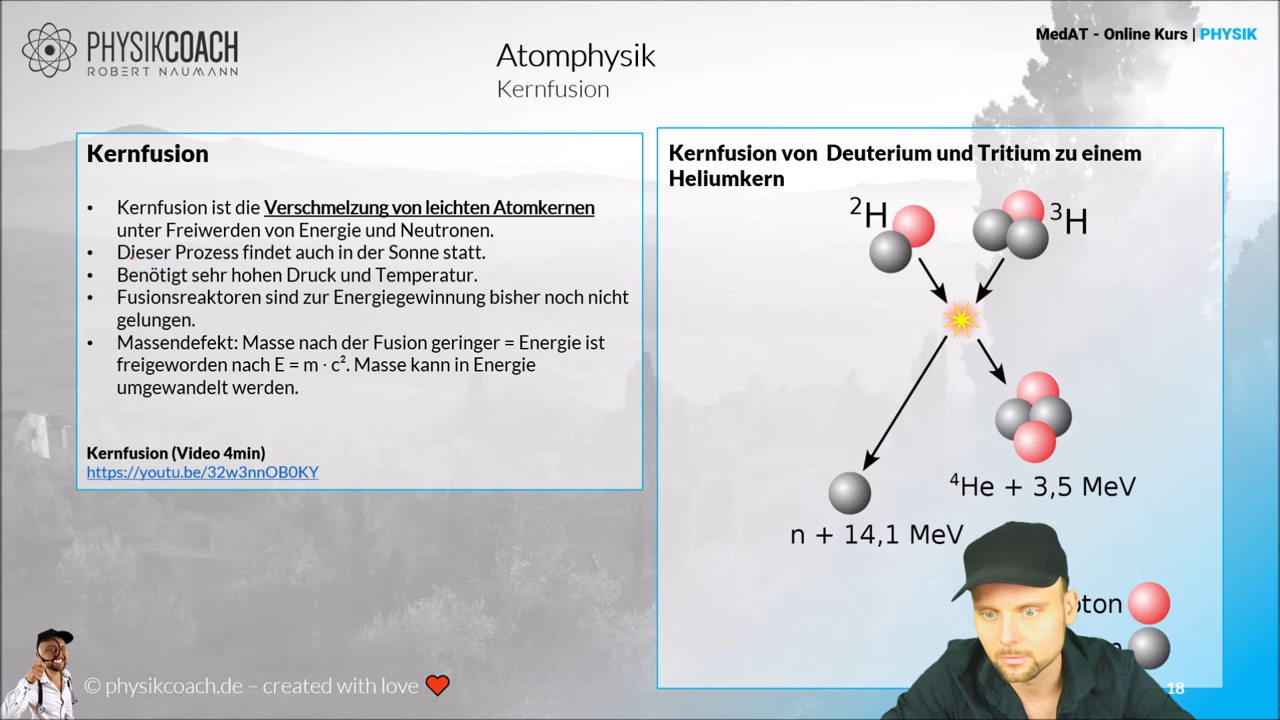 PHYSIKCOACH
ROBERT NAUMANN
Atomphysik
Kernfusion
MedAT - Online Kurs | PHYSIK
Kernfusion
• Kernfusion ist die Verschmelzung von leichten Atomkernen
unter Freiwerden von Energie und Neutronen.
• Dieser Prozess findet auch in der Sonne statt.
• Benötigt sehr hohen Druck und Temperatur.
• Fusionsreaktoren sind zur Energiegewinnung bisher noch nicht
gelungen.
• Massendefekt: Masse nach der Fusion geringer = Energie ist
freigeworden nach E = m · c². Masse kann in Energie
umgewandelt werden.
Kernfusion (Video 4min)
https://youtu.be/32w3nnOB0KY
Kernfusion von Deuterium und Tritium zu einem
Heliumkern
²H
³H
⁴He + 3,5 MeV
n + 14,1 MeV
oton
© physikcoach.de – created with love
18